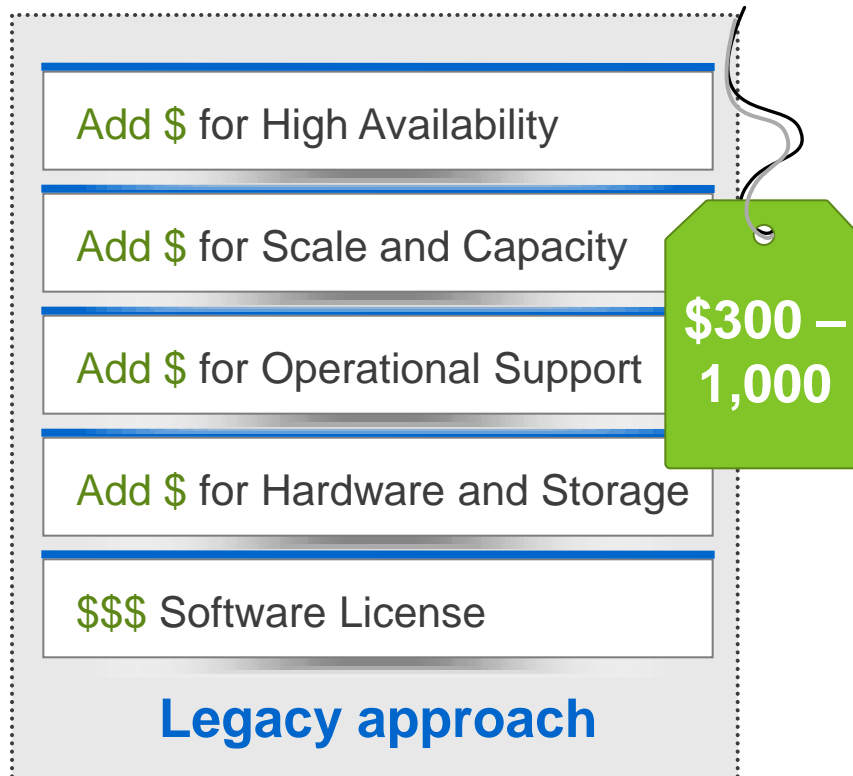 Add $ for High Availability
Add $ for Scale and Capacity
Add $ for Operational Support
Add $ for Hardware and Storage
$$$ Software License
Legacy approach
$300 –
1,000